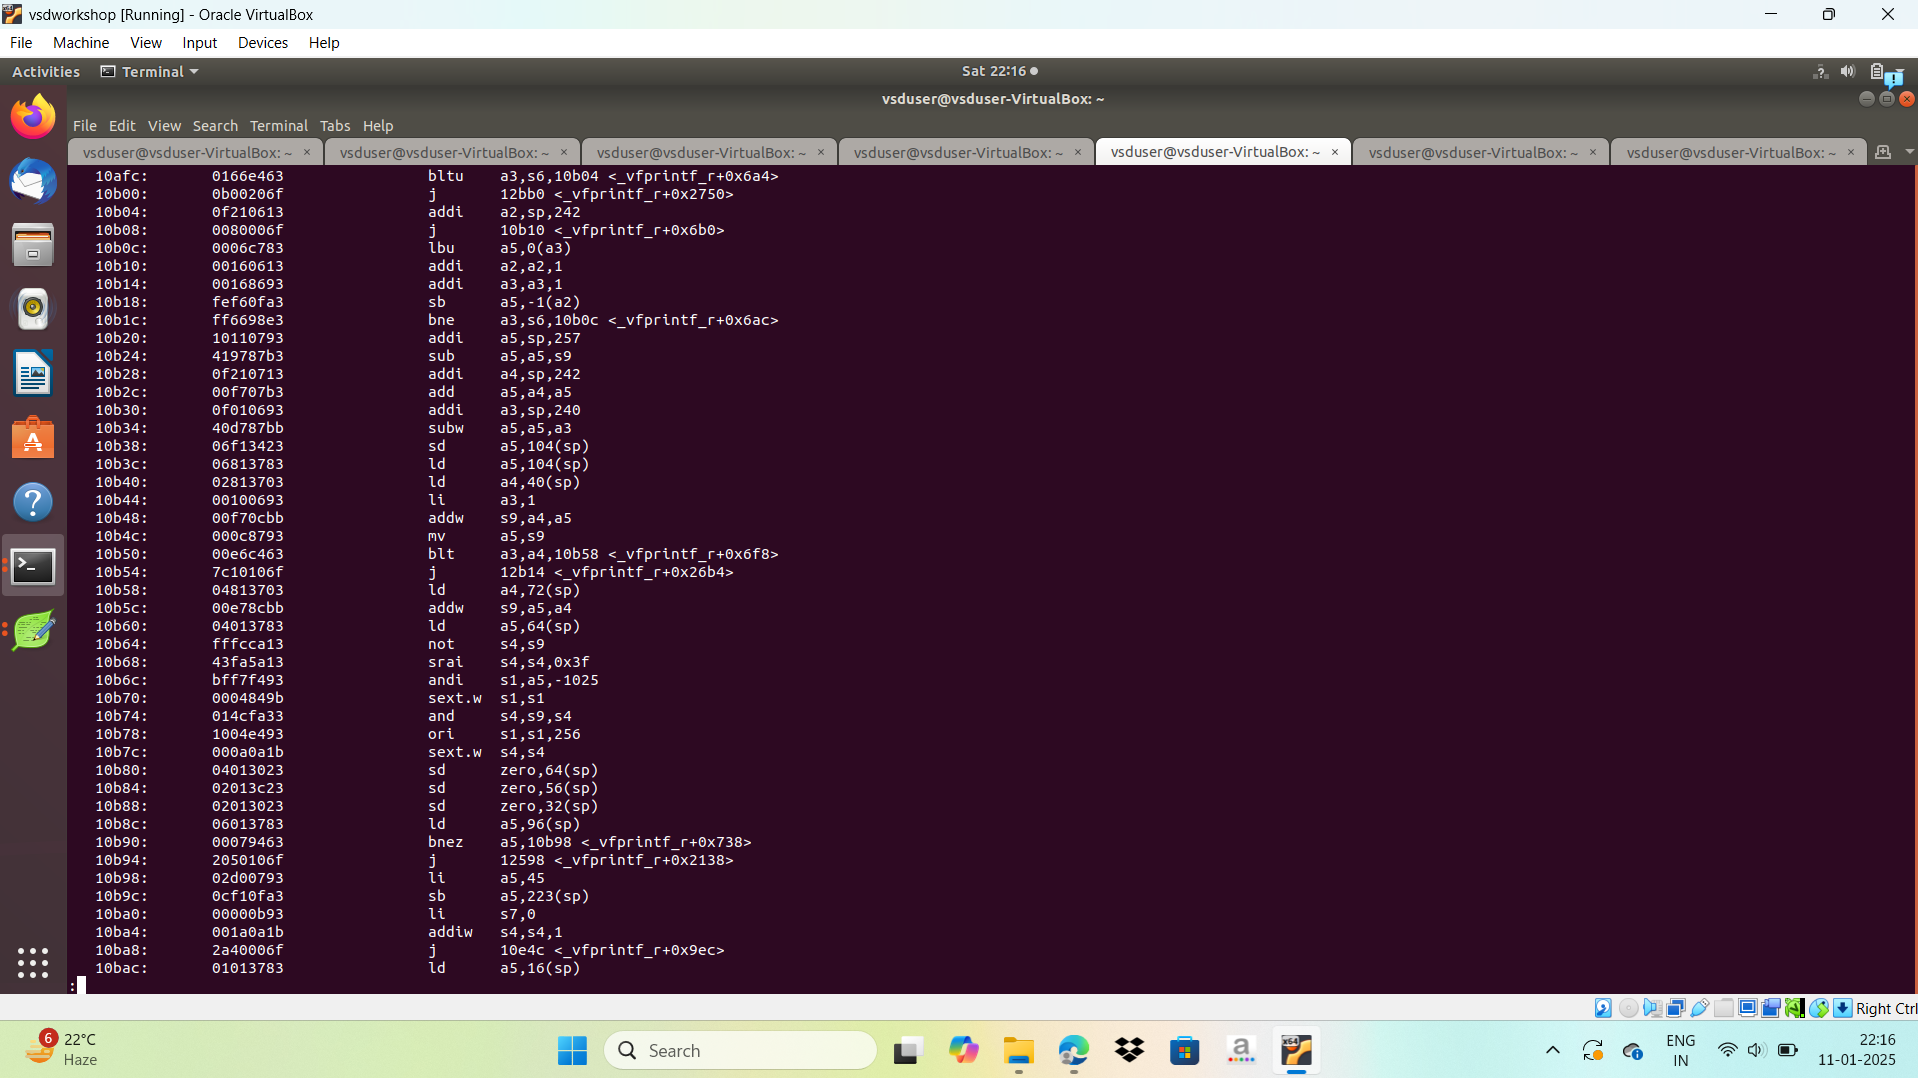 vsdworkshop [Running] - Oracle VirtualBox
File Machine View Input Devices Help
Activities Terminal Sat 22:16
vsduser@vsduser-VirtualBox: ~
File Edit View Search Terminal Tabs Help
vsduser@vsduser-VirtualBox: ~ × vsduser@vsduser-VirtualBox: ~ × vsduser@vsduser-VirtualBox: ~ × vsduser@vsduser-VirtualBox: ~ × vsduser@vsduser-VirtualBox: ~ × vsduser@vsduser-VirtualBox: ~ × vsduser@vsduser-VirtualBox: ~ ×
10afc: 0166e463 bltu a3,s6,10b04 <_vfprintf_r+0x6a4>
10b00: 0b00206f j 12bb0 <_vfprintf_r+0x2750>
10b04: 0f210613 addi a2,sp,242
10b08: 0080006f j 10b10 <_vfprintf_r+0x6b0>
10b0c: 0006c783 lbu a5,0(a3)
10b10: 00160613 addi a2,a2,1
10b14: 00168693 addi a3,a3,1
10b18: fef60fa3 sb a5,-1(a2)
10b1c: ff6698e3 bne a3,s6,10b0c <_vfprintf_r+0x6ac>
10b20: 10110793 addi a5,sp,257
10b24: 419787b3 sub a5,a5,s9
10b28: 0f210713 addi a4,sp,242
10b2c: 00f707b3 add a5,a4,a5
10b30: 0f010693 addi a3,sp,240
10b34: 40d787bb subw a5,a5,a3
10b38: 06f13423 sd a5,104(sp)
10b3c: 06813783 ld a5,104(sp)
10b40: 02813703 ld a4,40(sp)
10b44: 00100693 li a3,1
10b48: 00f70cbb addw s9,a4,a5
10b4c: 000c8793 mv a5,s9
10b50: 00e6c463 blt a3,a4,10b58 <_vfprintf_r+0x6f8>
10b54: 7c10106f j 12b14 <_vfprintf_r+0x26b4>
10b58: 04813703 ld a4,72(sp)
10b5c: 00e78cbb addw s9,a5,a4
10b60: 04013783 ld a5,64(sp)
10b64: fffcca13 not s4,s9
10b68: 43fa5a13 srai s4,s4,0x3f
10b6c: bff7f493 andi s1,a5,-1025
10b70: 0004849b sext.w s1,s1
10b74: 014cfa33 and s4,s9,s4
10b78: 1004e493 ori s1,s1,256
10b7c: 000a0a1b sext.w s4,s4
10b80: 04013023 sd zero,64(sp)
10b84: 02013c23 sd zero,56(sp)
10b88: 02013023 sd zero,32(sp)
10b8c: 06013783 ld a5,96(sp)
10b90: 00079463 bnez a5,10b98 <_vfprintf_r+0x738>
10b94: 2050106f j 12598 <_vfprintf_r+0x2138>
10b98: 02d00793 li a5,45
10b9c: 0cf10fa3 sb a5,223(sp)
10ba0: 00000b93 li s7,0
10ba4: 001a0a1b addiw s4,s4,1
10ba8: 2a40006f j 10e4c <_vfprintf_r+0x9ec>
10bac: 01013783 ld a5,16(sp)
:
Right Ctrl
6 22°C
Haze
Search
ENG
IN
22:16
11-01-2025